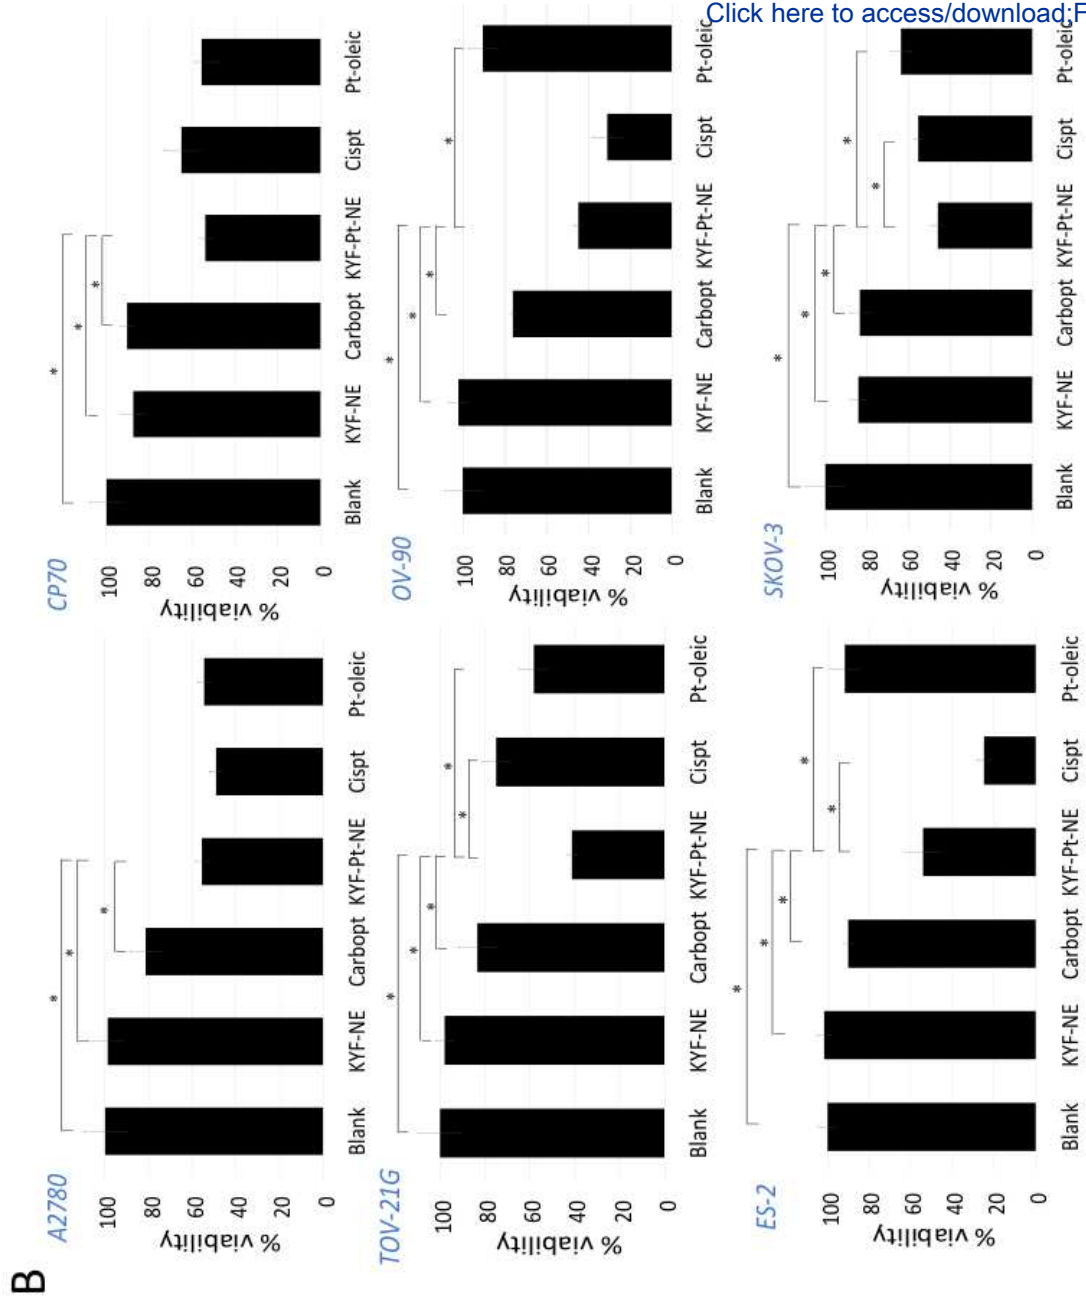 Click here to access/download;F
B
A2780
% viability
100
80
60
40
20
0
Blank KYF-NE Carbopt KYF-Pt-NE Cispt Pt-oleic
* * *
CP70
% viability
100
80
60
40
20
0
Blank KYF-NE Carbopt KYF-Pt-NE Cispt Pt-oleic
* * *
TOV-21G
% viability
100
80
60
40
20
0
Blank KYF-NE Carbopt KYF-Pt-NE Cispt Pt-oleic
* * * * *
OV-90
% viability
100
80
60
40
20
0
Blank KYF-NE Carbopt KYF-Pt-NE Cispt Pt-oleic
* * * *
ES-2
% viability
100
80
60
40
20
0
Blank KYF-NE Carbopt KYF-Pt-NE Cispt Pt-oleic
* * * * *
SKOV-3
% viability
100
80
60
40
20
0
Blank KYF-NE Carbopt KYF-Pt-NE Cispt Pt-oleic
* * * * *